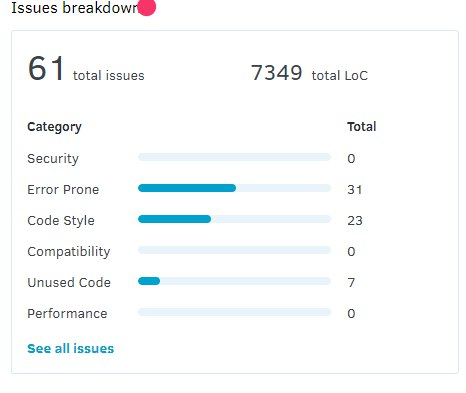 Issues breakdown
61 total issues 7349 total LoC
Category Total
Security 0
Error Prone 31
Code Style 23
Compatibility 0
Unused Code 7
Performance 0
See all issues